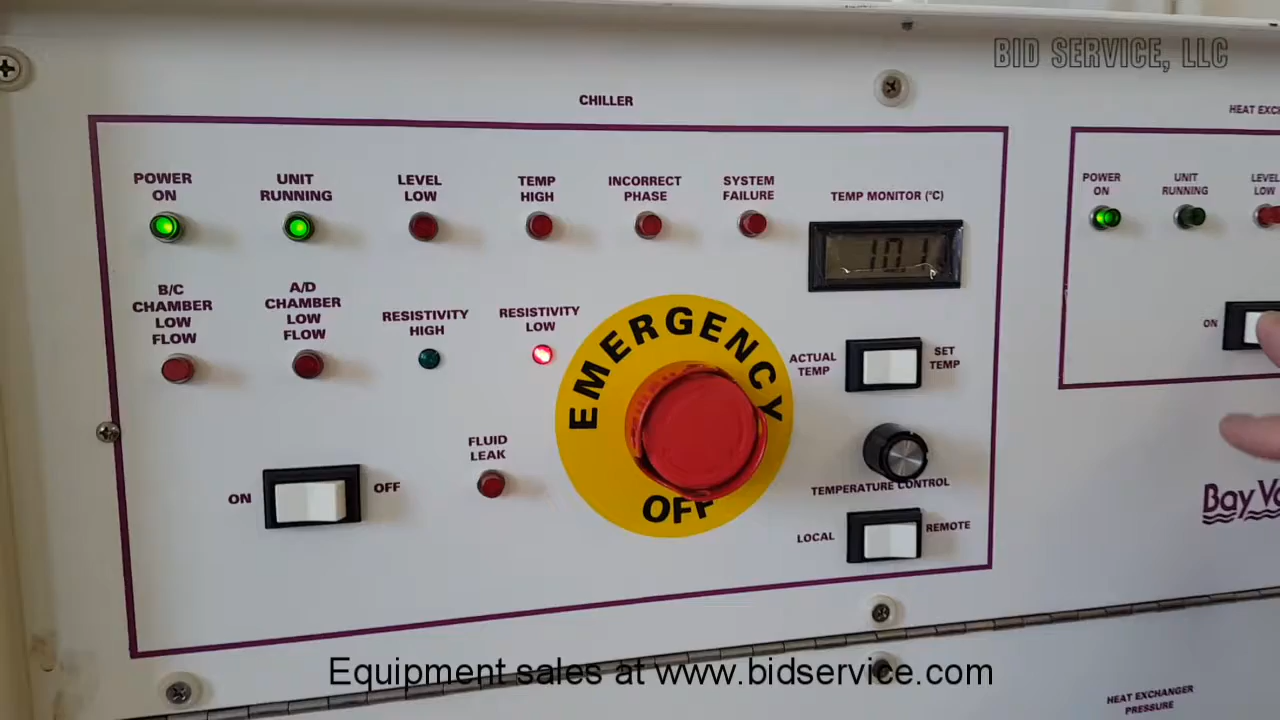 BID SERVICE, LLC
CHILLER
POWER
ON
UNIT
RUNNING
LEVEL
LOW
TEMP
HIGH
INCORRECT
PHASE
SYSTEM
FAILURE
TEMP MONITOR (°C)
B/C
CHAMBER
LOW
FLOW
A/D
CHAMBER
LOW
FLOW
RESISTIVITY
HIGH
RESISTIVITY
LOW
EMERGENCY
OFF
ACTUAL
TEMP
SET
TEMP
TEMPERATURE CONTROL
LOCAL
REMOTE
FLUID
LEAK
ON
OFF
HEAT EXC
POWER
ON
UNIT
RUNNING
LEVEL
LOW
ON
Bay Vo
HEAT EXCHANGER
PRESSURE
Equipment sales at www.bidservice.com